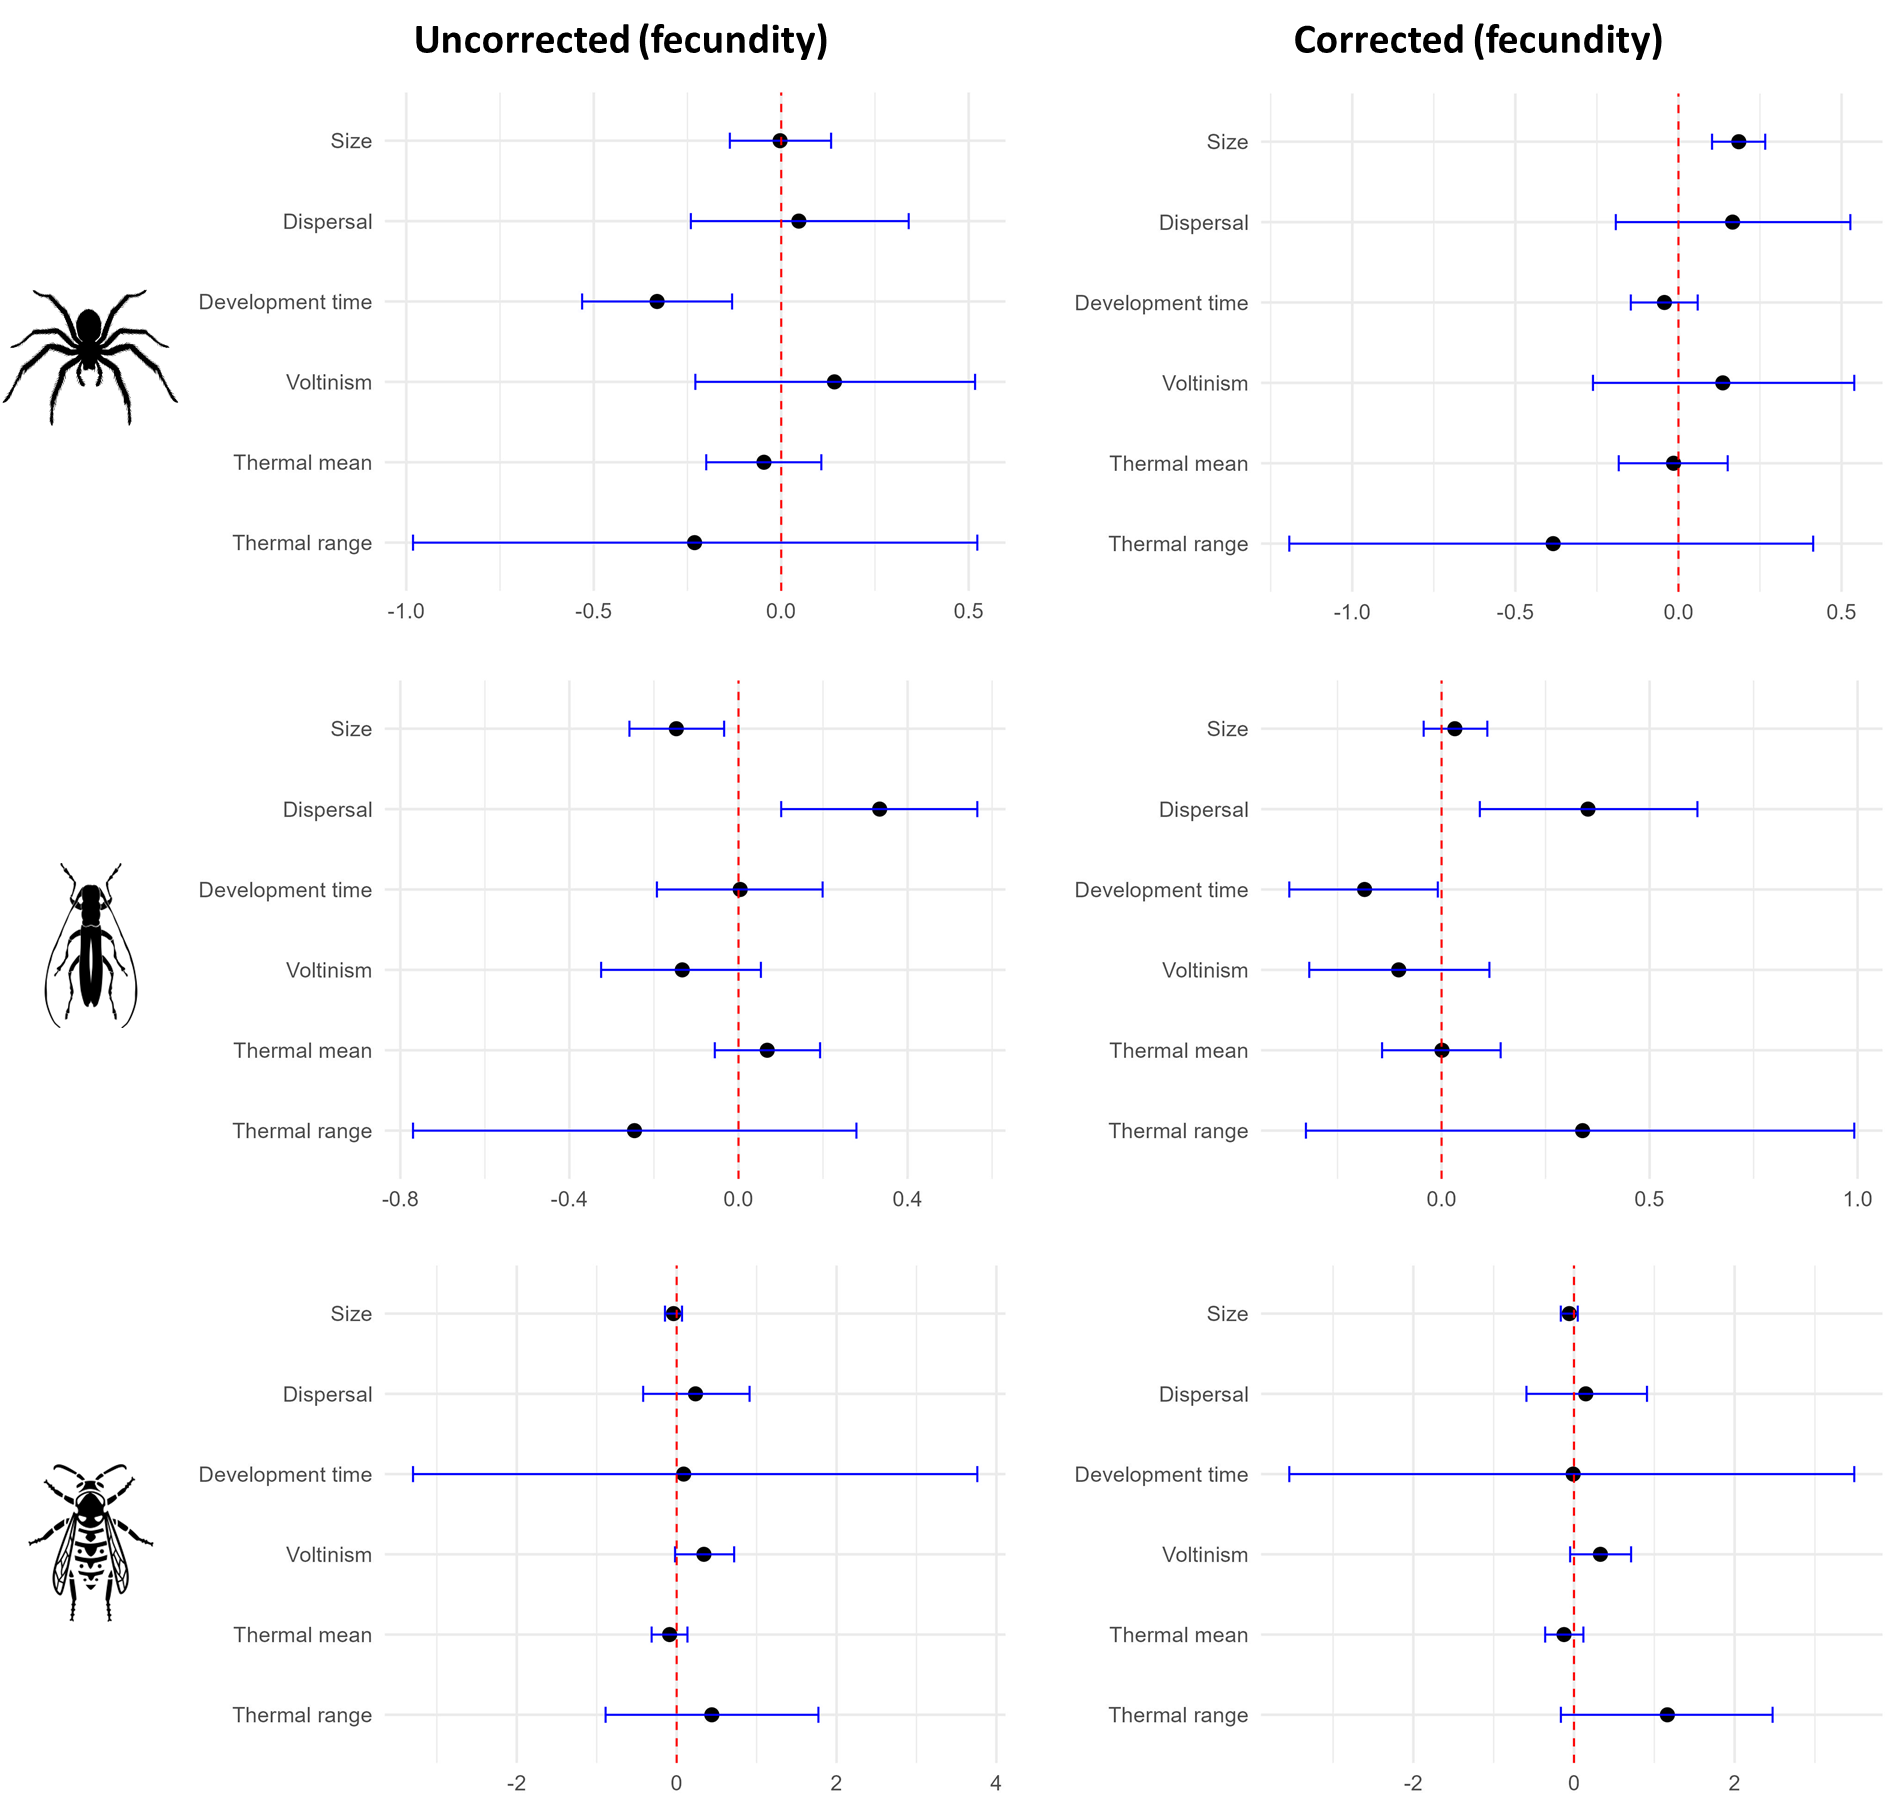 Uncorrected (fecundity)
Corrected (fecundity)
Size
Dispersal
Development time
Voltinism
Thermal mean
Thermal range
-1.0 -0.5 0.0 0.5
Size
Dispersal
Development time
Voltinism
Thermal mean
Thermal range
-1.0 -0.5 0.0 0.5
Size
Dispersal
Development time
Voltinism
Thermal mean
Thermal range
-0.8 -0.4 0.0 0.4
Size
Dispersal
Development time
Voltinism
Thermal mean
Thermal range
0.0 0.5 1.0
Size
Dispersal
Development time
Voltinism
Thermal mean
Thermal range
-2 0 2 4
Size
Dispersal
Development time
Voltinism
Thermal mean
Thermal range
-2 0 2